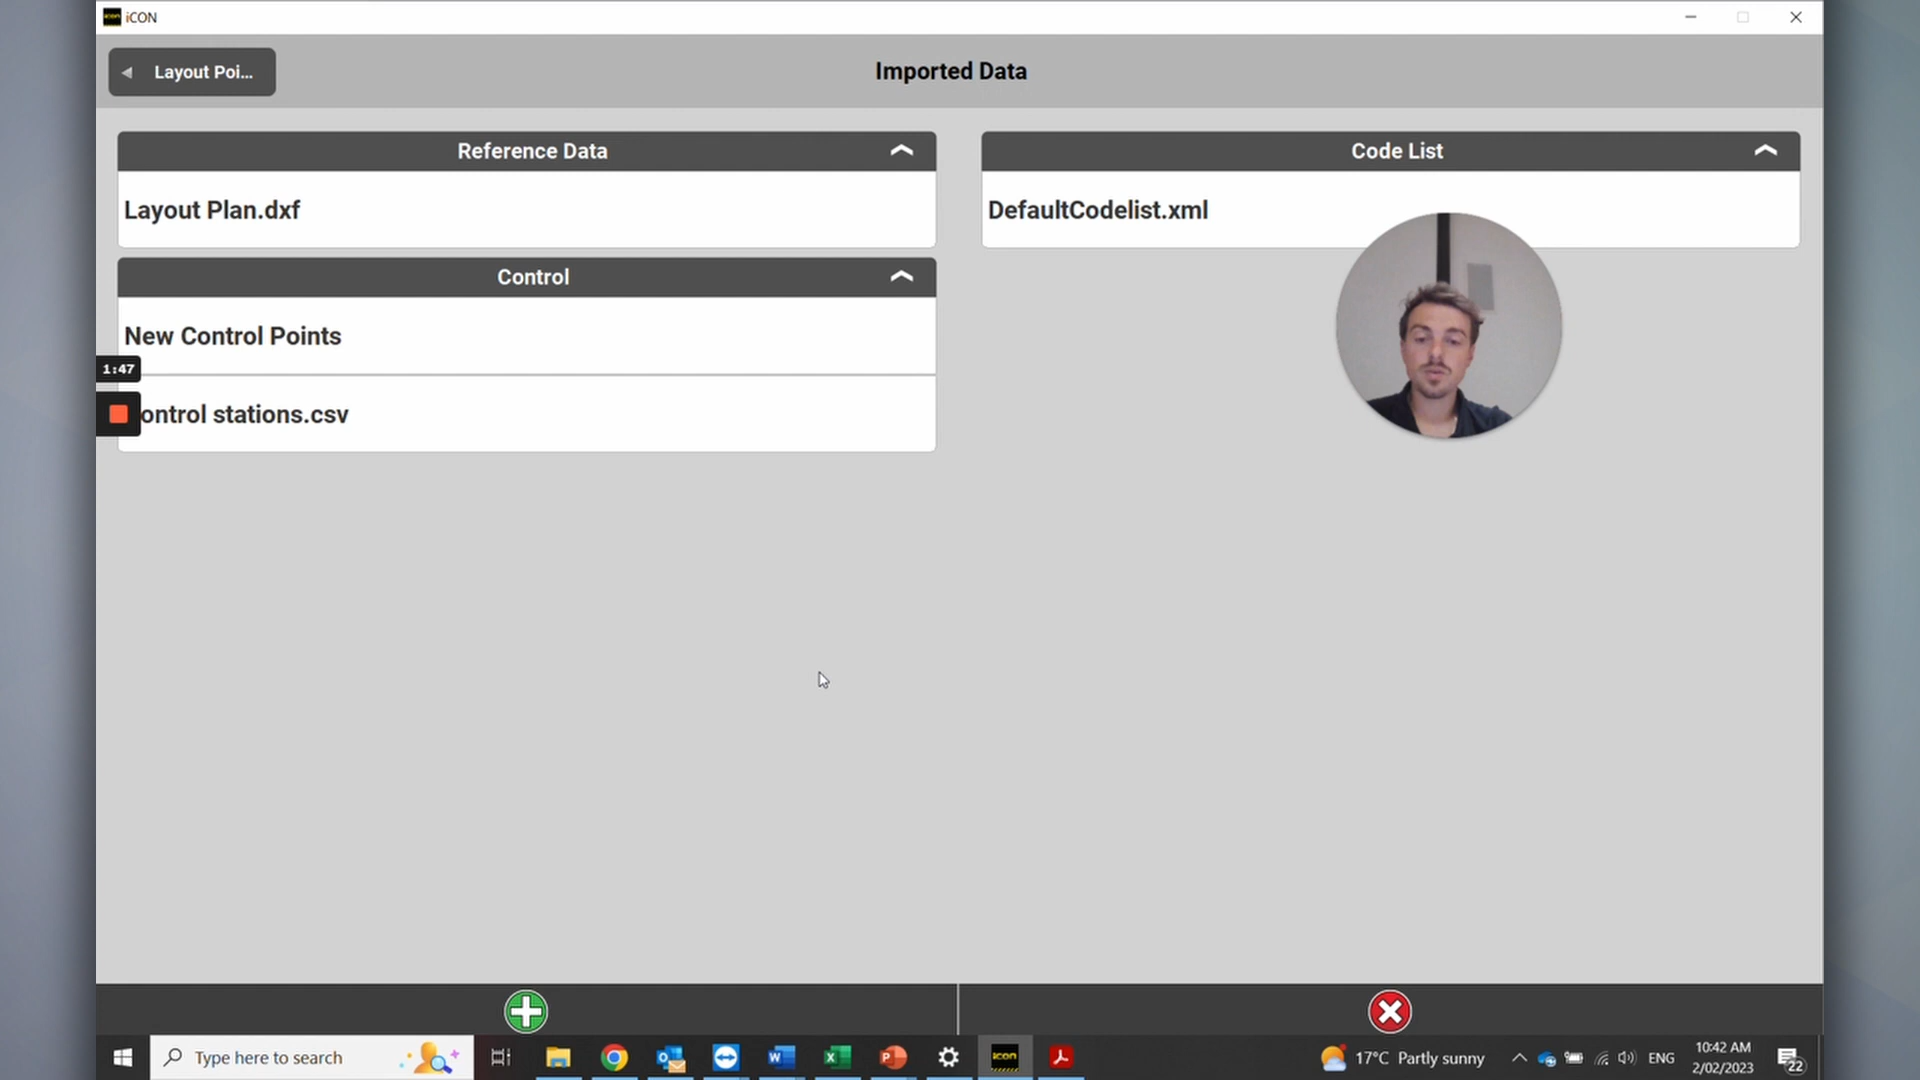 iCON
Layout Poi...
Imported Data
Reference Data
Layout Plan.dxf
Control
New Control Points
1:47
ontrol stations.csv
Code List
DefaultCodelist.xml
Type here to search
iCON
17°C Partly sunny
ENG
10:42 AM
2/02/2023
22